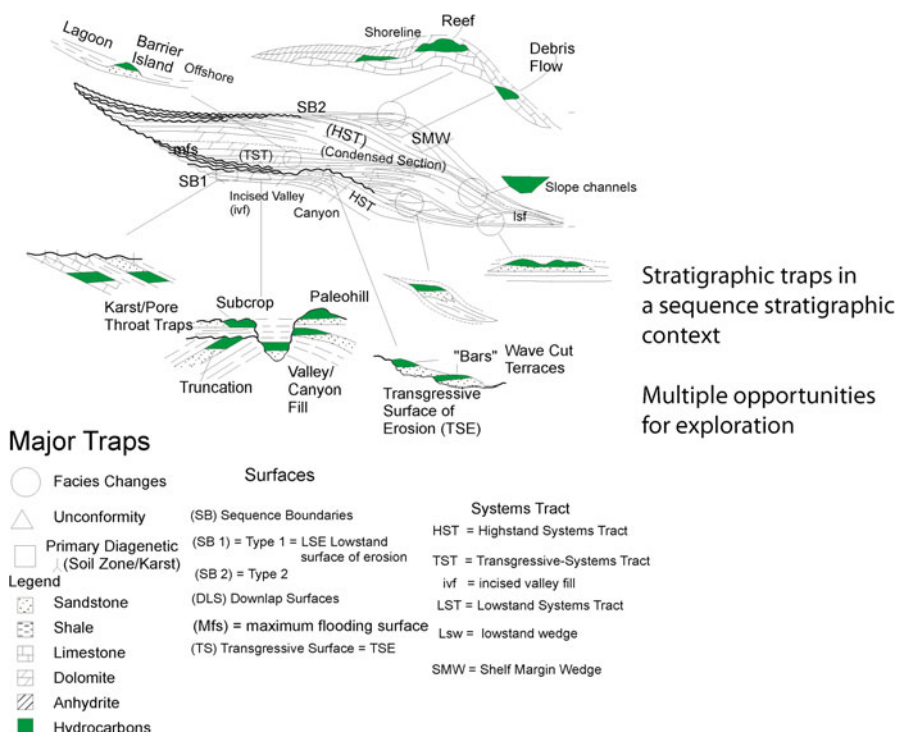 Lagoon
Barrier
Island
Offshore
Shoreline
Reef
Debris
Flow
SB2
(HST)
SMW
mfs
(TST)
(Condensed Section)
SB1
Incised Valley
(ivf)
Canyon
HST
Slope channels
lsf
Karst/Pore
Throat Traps
Subcrop
Paleohill
Truncation
Valley/
Canyon
Fill
"Bars"
Wave Cut
Terraces
Transgressive
Surface of
Erosion (TSE)
Stratigraphic traps in
a sequence stratigraphic
context
Multiple opportunities
for exploration
Major Traps
Facies Changes
Unconformity
Primary Diagenetic
(Soil Zone/Karst)
Legend
Sandstone
Shale
Limestone
Dolomite
Anhydrite
Hydrocarbons
Surfaces
(SB) Sequence Boundaries
(SB 1) = Type 1 = LSE Lowstand
surface of erosion
(SB 2) = Type 2
(DLS) Downlap Surfaces
(Mfs) = maximum flooding surface
(TS) Transgressive Surface = TSE
Systems Tract
HST = Highstand Systems Tract
TST = Transgressive-Systems Tract
ivf = incised valley fill
LST = Lowstand Systems Tract
Lsw = lowstand wedge
SMW = Shelf Margin Wedge